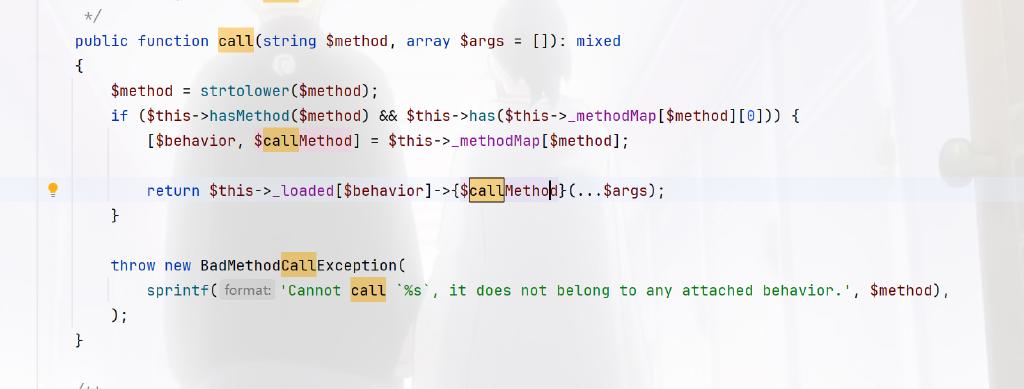 */
public function call(string $method, array $args = []): mixed
{
$method = strtolower($method);
if ($this->hasMethod($method) && $this->has($this->_methodMap[$method][0])) {
[$behavior, $callMethod] = $this->_methodMap[$method];
return $this->_loaded[$behavior]->{$callMethod}(...$args);
}
throw new BadMethodCallException(
sprintf( format: 'Cannot call `%s`, it does not belong to any attached behavior.', $method),
);
}
/**